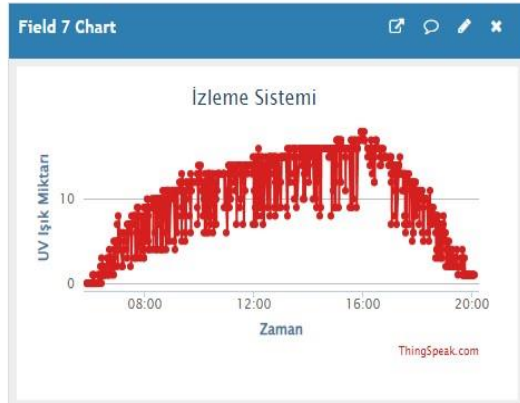 Field 7 Chart
İzleme Sistemi
UV Işık Miktarı
10
0
08:00
12:00
16:00
20:00
Zaman
ThingSpeak.com